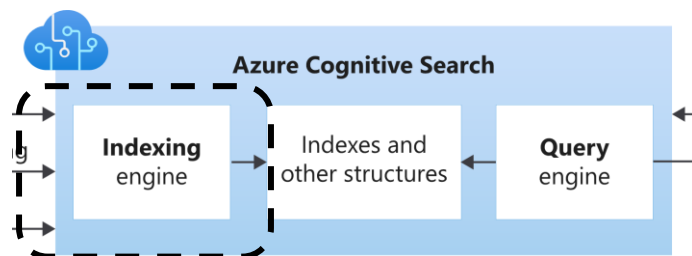 Azure Cognitive Search
Indexing
engine
Indexes and
other structures
Query
engine